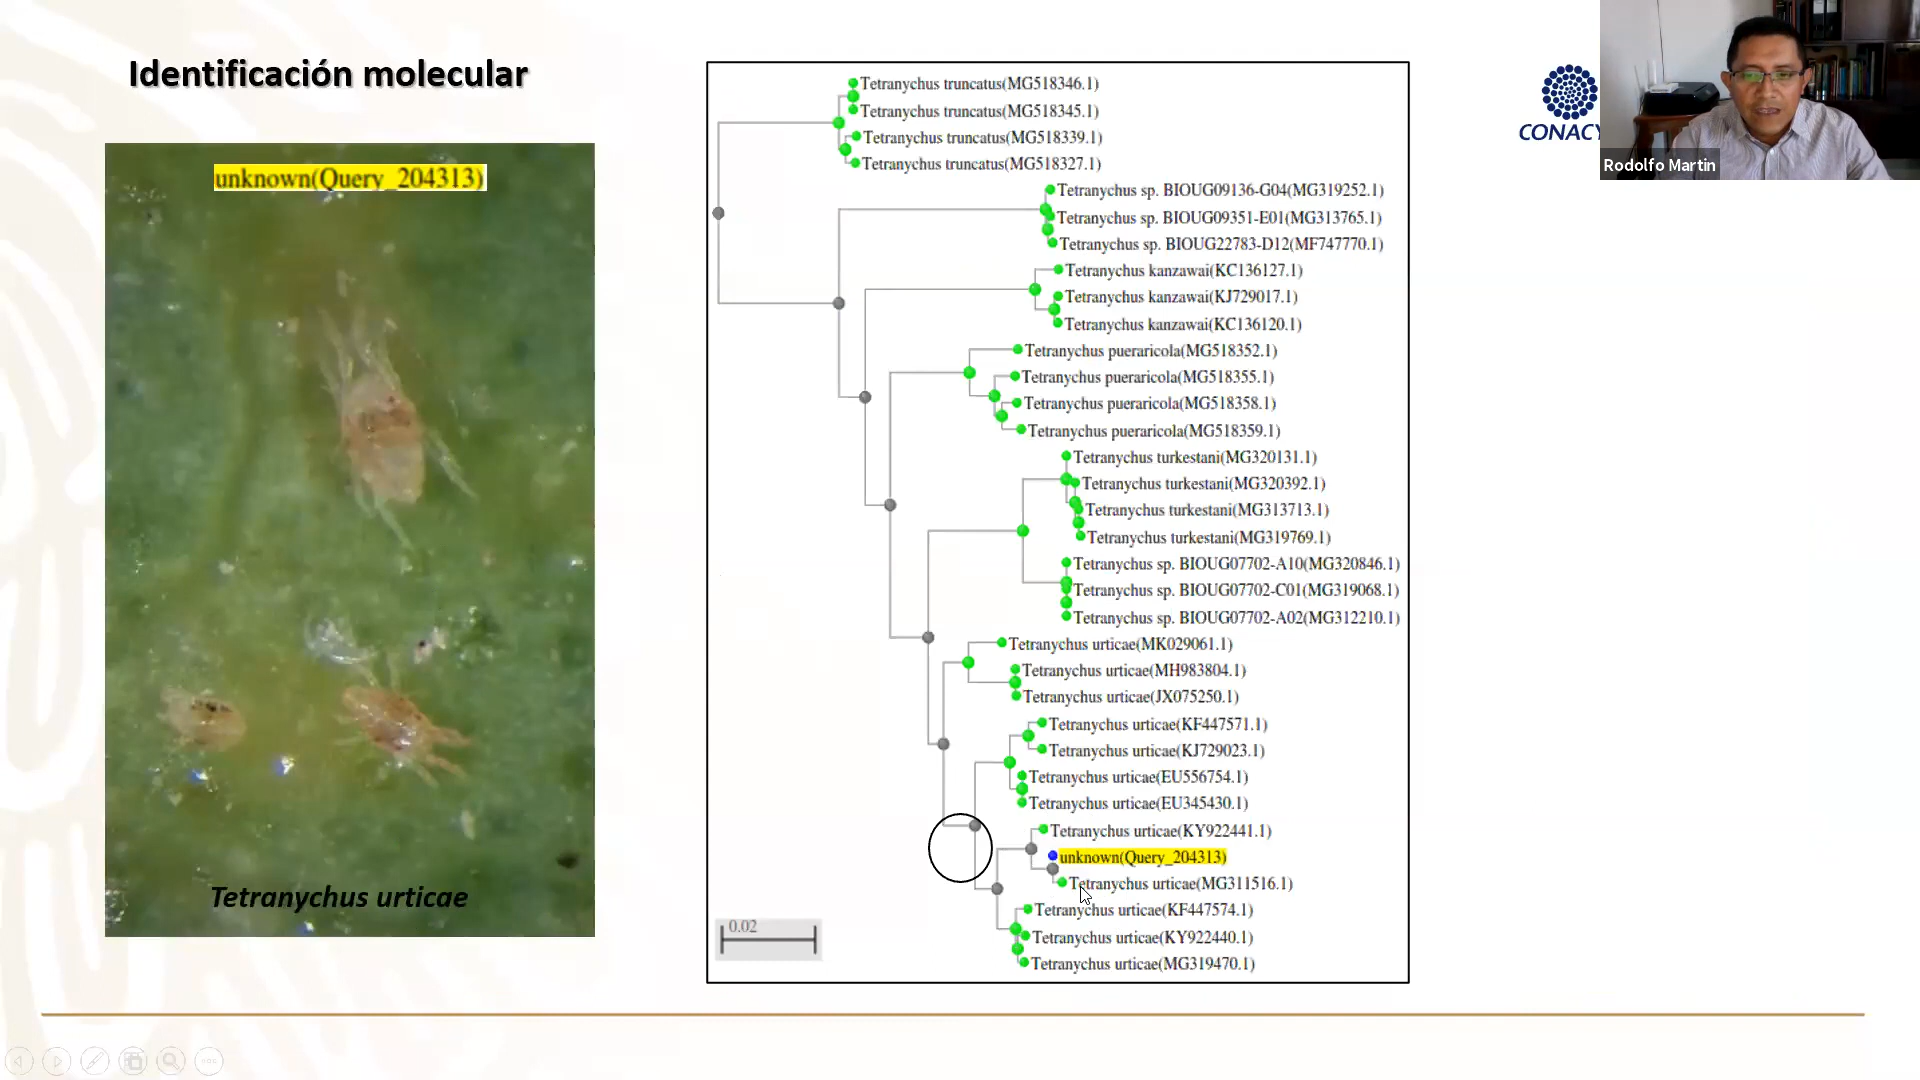 Identificación molecular
unknown(Query_204313)
Tetranychus urticae
Tetranychus truncatus(MG518346.1)
Tetranychus truncatus(MG518345.1)
Tetranychus truncatus(MG518339.1)
Tetranychus truncatus(MG518327.1)
Tetranychus sp. BIOUG09136-G04(MG319252.1)
Tetranychus sp. BIOUG09351-E01(MG313765.1)
Tetranychus sp. BIOUG22783-D12(MF747770.1)
Tetranychus kanzawai(KC136127.1)
Tetranychus kanzawai(KJ729017.1)
Tetranychus kanzawai(KC136120.1)
Tetranychus pueraricola(MG518352.1)
Tetranychus pueraricola(MG518355.1)
Tetranychus pueraricola(MG518358.1)
Tetranychus pueraricola(MG518359.1)
Tetranychus turkestani(MG320131.1)
Tetranychus turkestani(MG320392.1)
Tetranychus turkestani(MG313713.1)
Tetranychus turkestani(MG319769.1)
Tetranychus sp. BIOUG07702-A10(MG320846.1)
Tetranychus sp. BIOUG07702-C01(MG319068.1)
Tetranychus sp. BIOUG07702-A02(MG312210.1)
Tetranychus urticae(MK029061.1)
Tetranychus urticae(MH983804.1)
Tetranychus urticae(JX075250.1)
Tetranychus urticae(KF447571.1)
Tetranychus urticae(KJ729023.1)
Tetranychus urticae(EU556754.1)
Tetranychus urticae(EU345430.1)
Tetranychus urticae(KY922441.1)
unknown(Query_204313)
Tetranychus urticae(MG311516.1)
Tetranychus urticae(KF447574.1)
Tetranychus urticae(KY922440.1)
Tetranychus urticae(MG319470.1)
0.02
CONACY
Rodolfo Martin